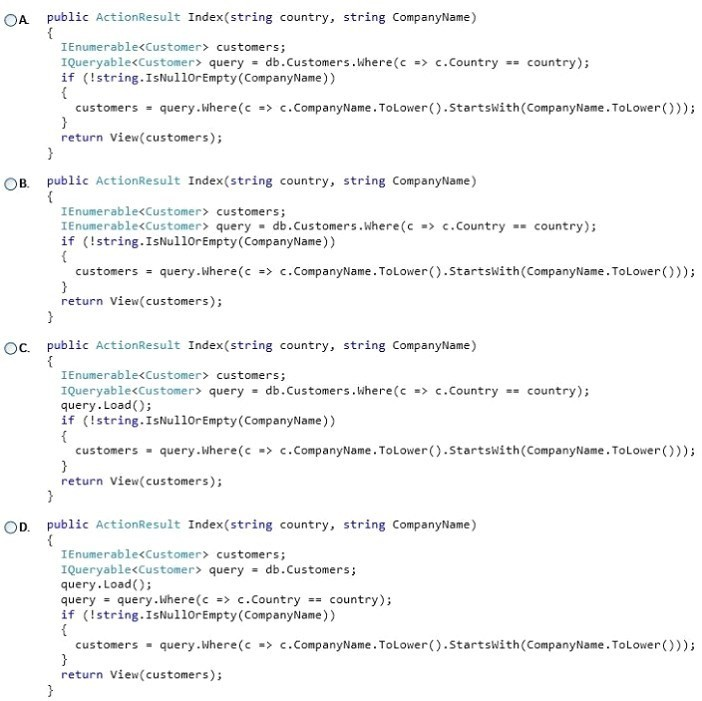 A. public ActionResult Index(string country, string CompanyName)
{
IEnumerable<Customer> customers;
IQueryable<Customer> query = db.Customers.Where(c => c.Country == country);
if (!string.IsNullOrEmpty(CompanyName))
{
customers = query.Where(c => c.CompanyName.ToLower().StartsWith(CompanyName.ToLower()));
}
return View(customers);
}
B. public ActionResult Index(string country, string CompanyName)
{
IEnumerable<Customer> customers;
IEnumerable<Customer> query = db.Customers.Where(c => c.Country == country);
if (!string.IsNullOrEmpty(CompanyName))
{
customers = query.Where(c => c.CompanyName.ToLower().StartsWith(CompanyName.ToLower()));
}
return View(customers);
}
C. public ActionResult Index(string country, string CompanyName)
{
IEnumerable<Customer> customers;
IQueryable<Customer> query = db.Customers.Where(c => c.Country == country);
query.Load();
if (!string.IsNullOrEmpty(CompanyName))
{
customers = query.Where(c => c.CompanyName.ToLower().StartsWith(CompanyName.ToLower()));
}
return View(customers);
}
D. public ActionResult Index(string country, string CompanyName)
{
IEnumerable<Customer> customers;
IQueryable<Customer> query = db.Customers;
query.Load();
query = query.Where(c => c.Country == country);
if (!string.IsNullOrEmpty(CompanyName))
{
customers = query.Where(c => c.CompanyName.ToLower().StartsWith(CompanyName.ToLower()));
}
return View(customers);
}